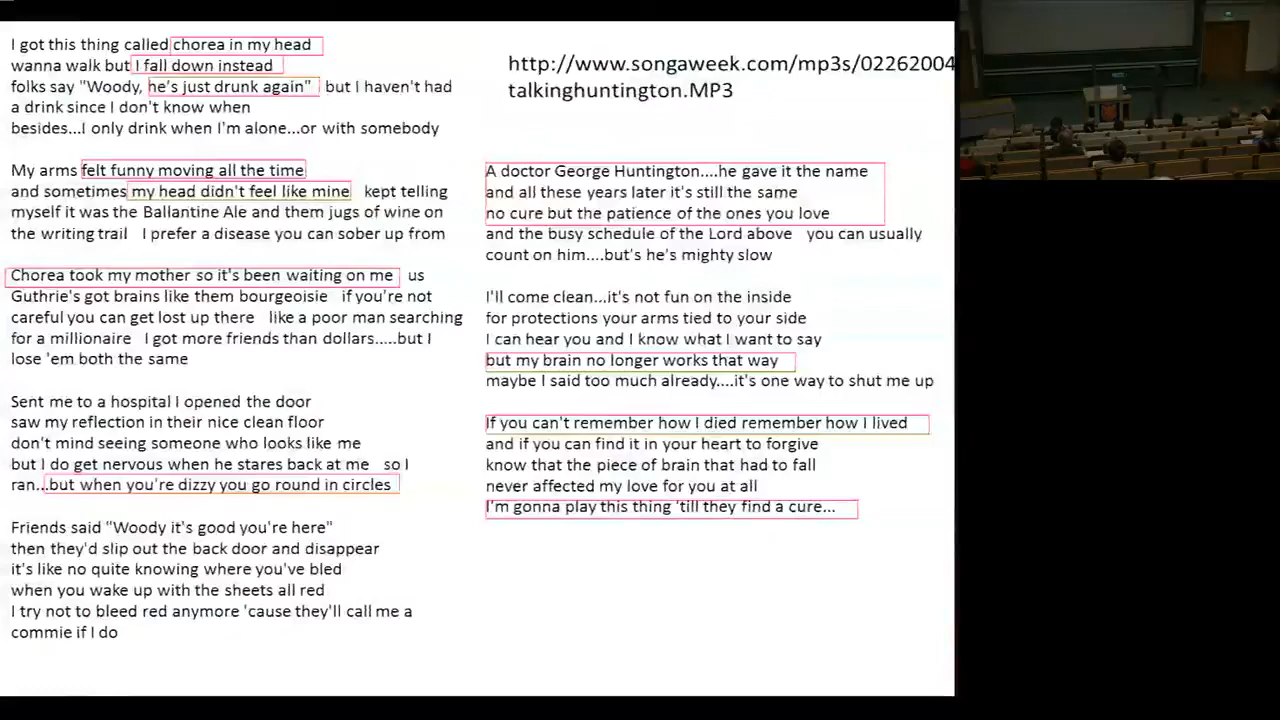 I got this thing called chorea in my head
wanna walk but I fall down instead
folks say "Woody, he's just drunk again" but I haven't had
a drink since I don't know when
besides...I only drink when I'm alone...or with somebody
My arms felt funny moving all the time
and sometimes my head didn't feel like mine kept telling
myself it was the Ballantine Ale and them jugs of wine on
the writing trail I prefer a disease you can sober up from
Chorea took my mother so it's been waiting on me us
Guthrie's got brains like them bourgeoisie if you're not
careful you can get lost up there like a poor man searching
for a millionaire I got more friends than dollars.....but I
lose 'em both the same
Sent me to a hospital I opened the door
saw my reflection in their nice clean floor
don't mind seeing someone who looks like me
but I do get nervous when he stares back at me so I
ran...but when you're dizzy you go round in circles
Friends said "Woody it's good you're here"
then they'd slip out the back door and disappear
it's like no quite knowing where you've bled
when you wake up with the sheets all red
I try not to bleed red anymore 'cause they'll call me a
commie if I do
http://www.songaweek.com/mp3s/02262004
talkinghuntington.MP3
A doctor George Huntington....he gave it the name
and all these years later it's still the same
no cure but the patience of the ones you love
and the busy schedule of the Lord above you can usually
count on him....but's he's mighty slow
I'll come clean...it's not fun on the inside
for protections your arms tied to your side
I can hear you and I know what I want to say
but my brain no longer works that way
maybe I said too much already....it's one way to shut me up
If you can't remember how I died remember how I lived
and if you can find it in your heart to forgive
know that the piece of brain that had to fall
never affected my love for you at all
I'm gonna play this thing 'till they find a cure...